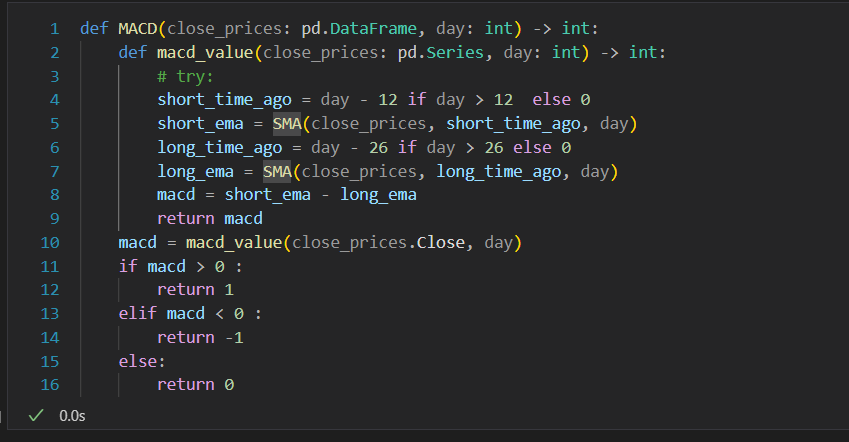 1 def MACD(close_prices: pd.DataFrame, day: int) -> int:
2     def macd_value(close_prices: pd.Series, day: int) -> int:
3         # try:
4         short_time_ago = day - 12 if day > 12  else 0
5         short_ema = SMA(close_prices, short_time_ago, day)
6         long_time_ago = day - 26 if day > 26 else 0
7         long_ema = SMA(close_prices, long_time_ago, day)
8         macd = short_ema - long_ema
9         return macd
10     macd = macd_value(close_prices.Close, day)
11     if macd > 0 :
12         return 1
13     elif macd < 0 :
14         return -1
15     else:
16         return 0
✓ 0.0s